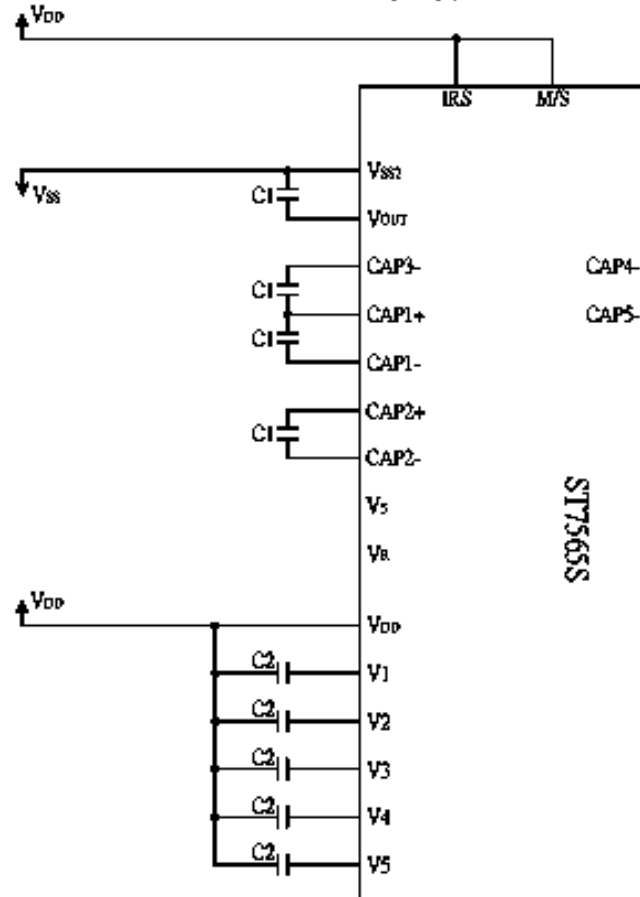 VDD
IRS M/S
VSS2
VSS
C1
VOUT
CAP3- CAP4-
C1
CAP1+ CAP5-
C1
CAP1-
CAP2+
C1
CAP2-
V5
VR
ST7565S
VDD
VDD
C2 V1
C2 V2
C2 V3
C2 V4
C2 V5